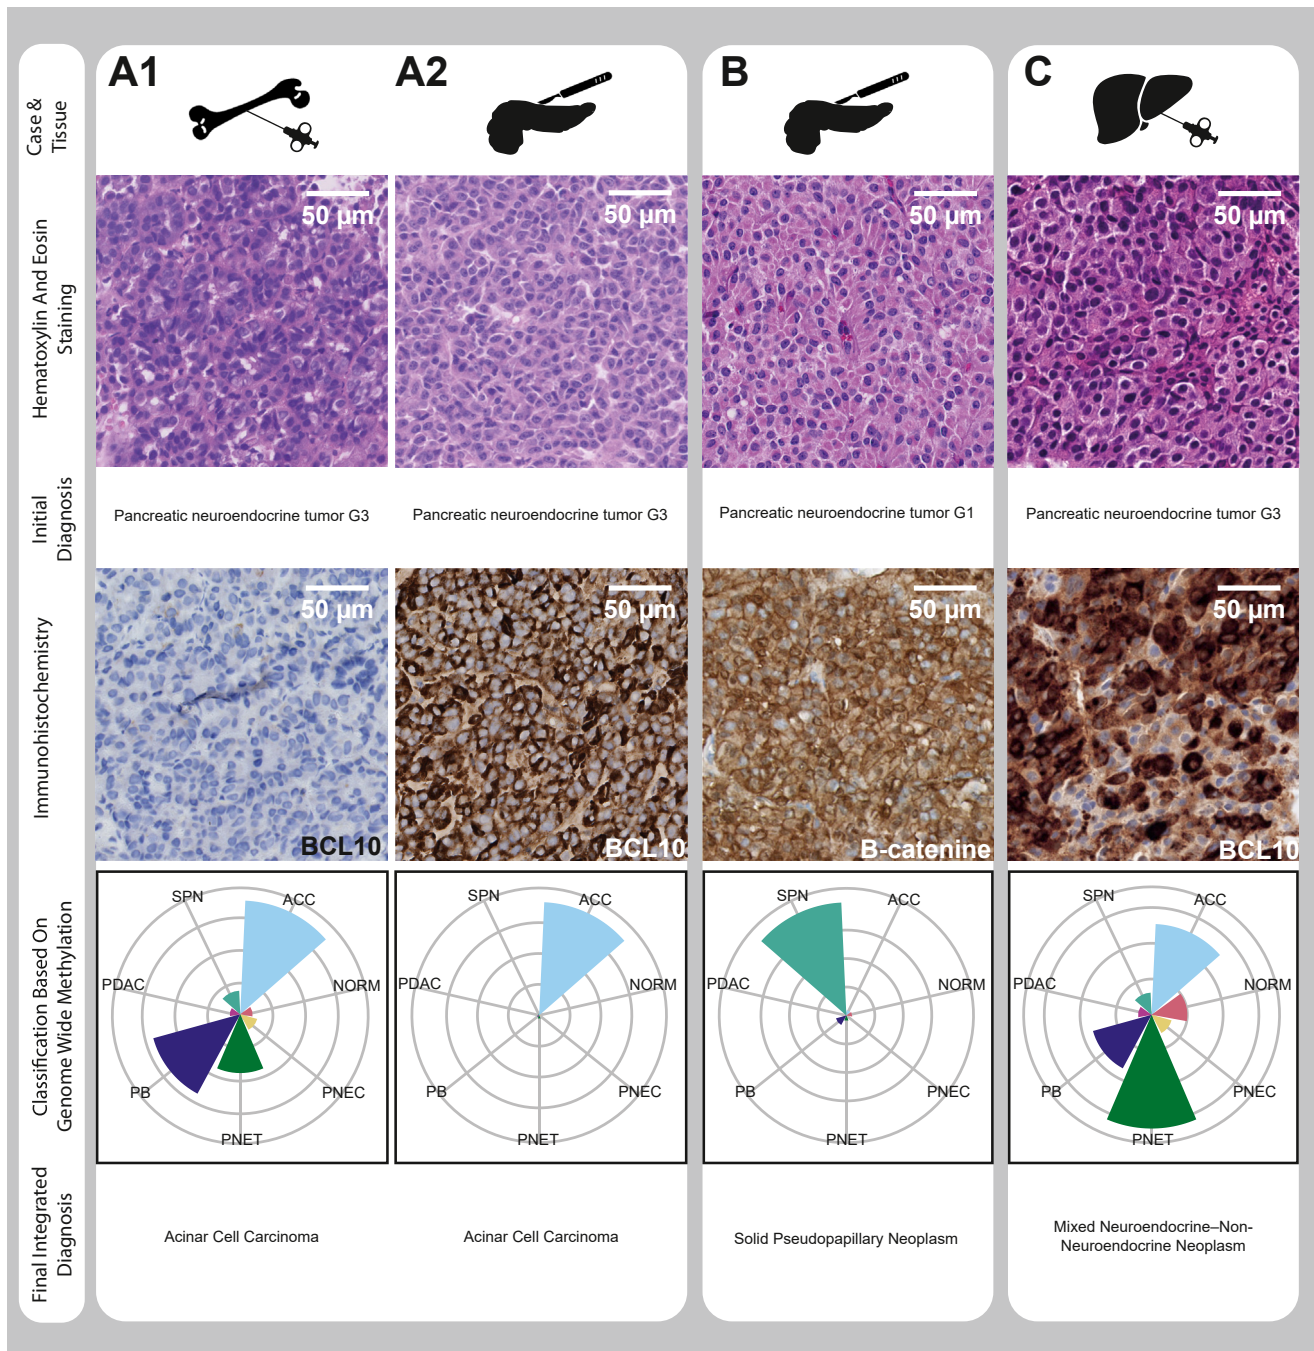 A1
A2
B
C
Case &
Tissue
Hematoxylin And Eosin
Staining
50 µm
50 µm
50 µm
50 µm
Initial
Diagnosis
Pancreatic neuroendocrine tumor G3
Pancreatic neuroendocrine tumor G3
Pancreatic neuroendocrine tumor G1
Pancreatic neuroendocrine tumor G3
Immunohistochemistry
50 µm
50 µm
50 µm
50 µm
BCL10
BCL10
B-catenine
BCL10
Classification Based On
Genome Wide Methylation
SPN
ACC
PDAC
NORM
PB
PNEC
PNET
SPN
ACC
PDAC
NORM
PB
PNEC
PNET
SPN
ACC
PDAC
NORM
PB
PNEC
PNET
SPN
ACC
PDAC
NORM
PB
PNEC
PNET
Final Integrated
Diagnosis
Acinar Cell Carcinoma
Acinar Cell Carcinoma
Solid Pseudopapillary Neoplasm
Mixed Neuroendocrine–Non-
Neuroendocrine Neoplasm